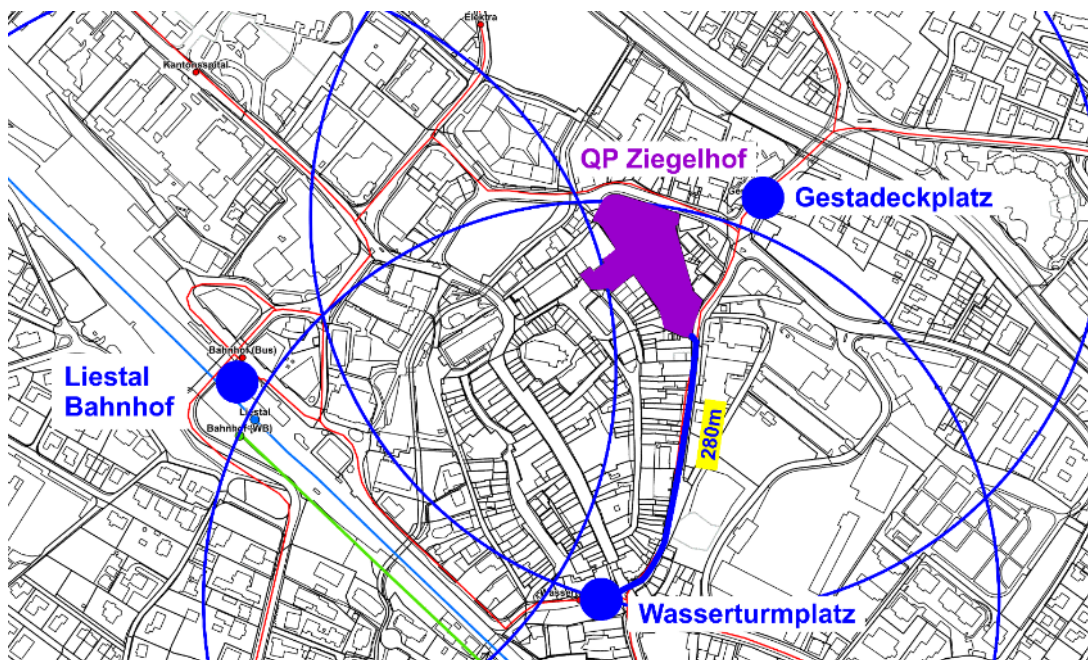 Elektra
Kantonsspital
QP Ziegelhof
Gestadeckplatz
Bahnhof (Bus)
Liestal
Bahnhof
Liestal
Bahnhof (WB)
280m
Wasserturmplatz